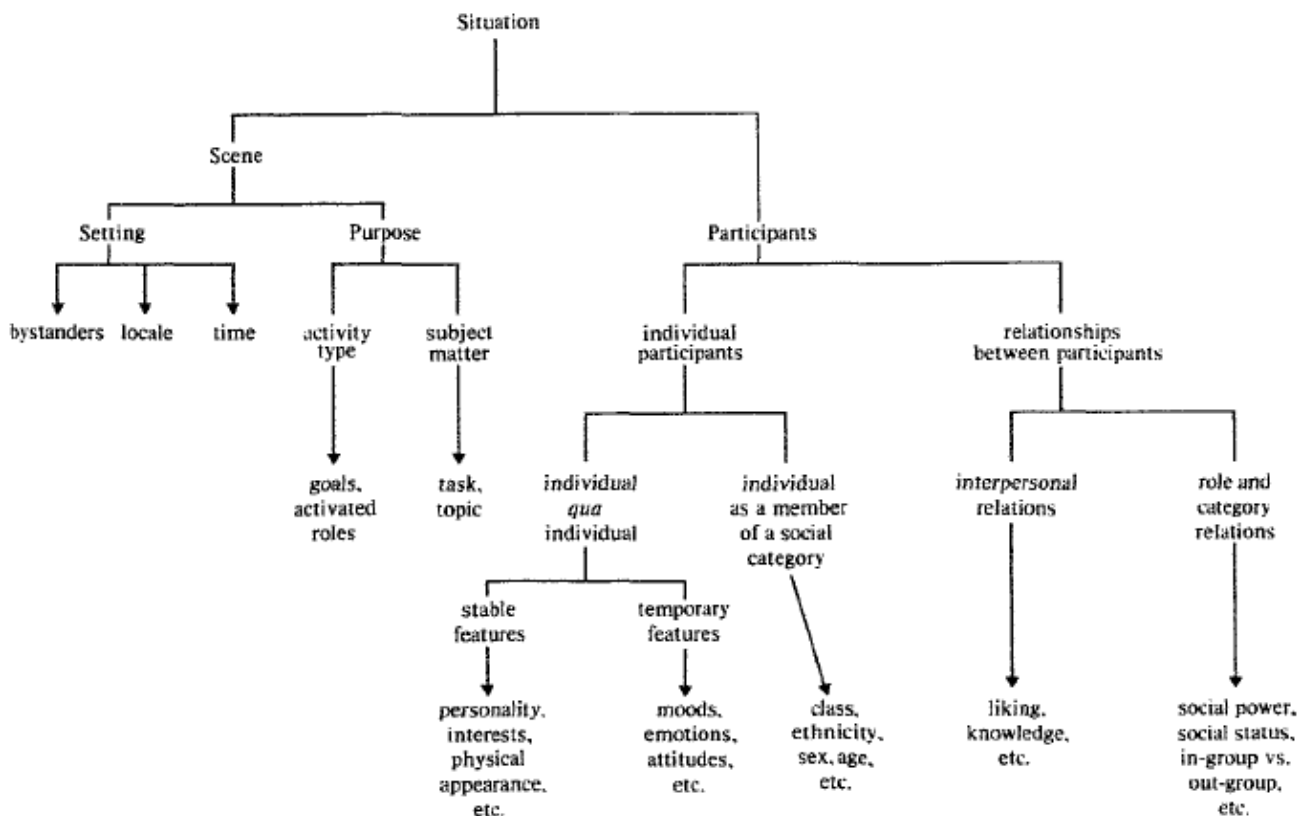 Situation
Scene
Setting
Purpose
Participants
bystanders
locale
time
activity
type
subject
matter
individual
participants
relationships
between participants
goals,
activated
roles
task,
topic
individual
qua
individual
individual
as a member
of a social
category
interpersonal
relations
role and
category
relations
stable
features
temporary
features
personality,
interests,
physical
appearance,
etc.
moods,
emotions,
attitudes,
etc.
class,
ethnicity,
sex, age,
etc.
liking,
knowledge,
etc.
social power,
social status,
in-group vs.
out-group,
etc.